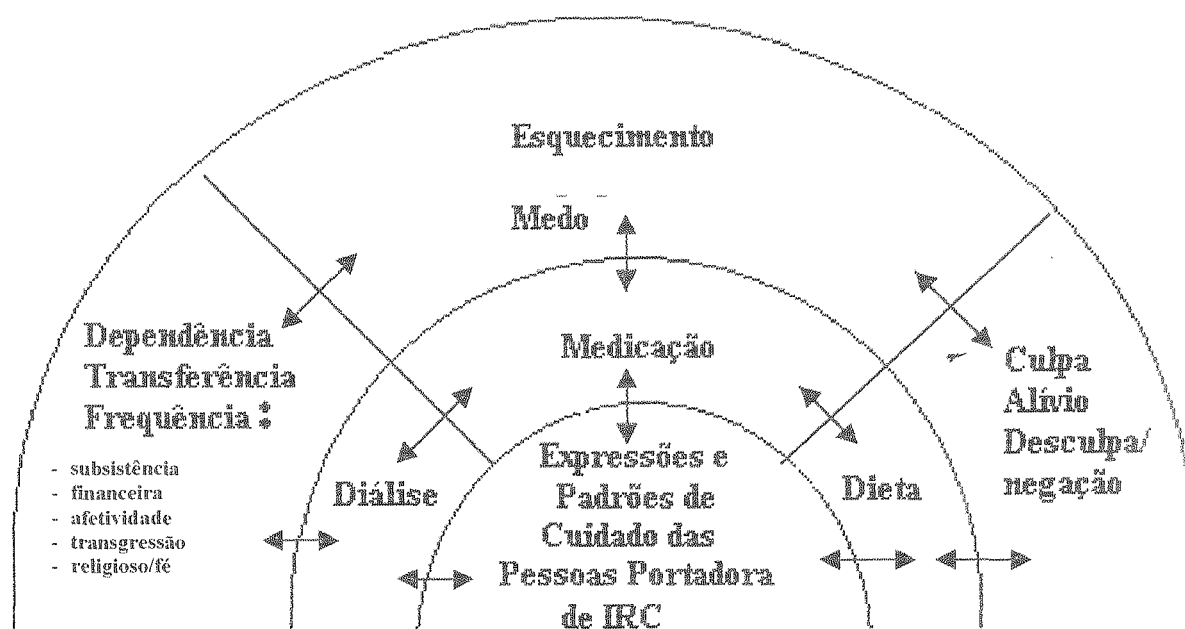 Esquecimento
Medo
Medicação
Dependência
Transferência
Frequência:
- subsistência
- financeira
- afetividade
- transgressão
- religioso/fé
Diálise
Expressões e
Padrões de
Cuidado das
Pessoas Portadora
de IRC
Dieta
Culpa
Alívio
Desculpa/
negação